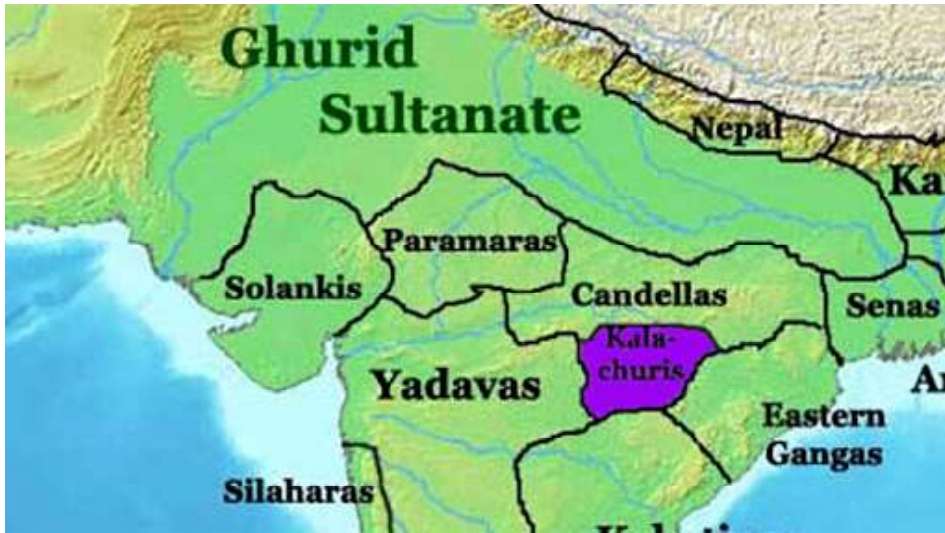 Ghurid
Sultanate
Nepal
Ka
Paramaras
Solankis
Candellas
Senas
Kala-
churis
Yadavas
Eastern
Gangas
Silaharas